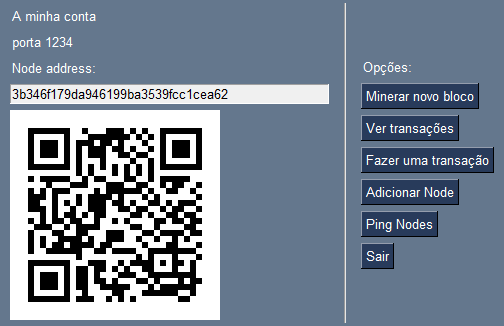 A minha conta
porta 1234
Node address:
3b346f179da946199ba3539fcc1cea62
Opções:
Minerar novo bloco
Ver transações
Fazer uma transação
Adicionar Node
Ping Nodes
Sair